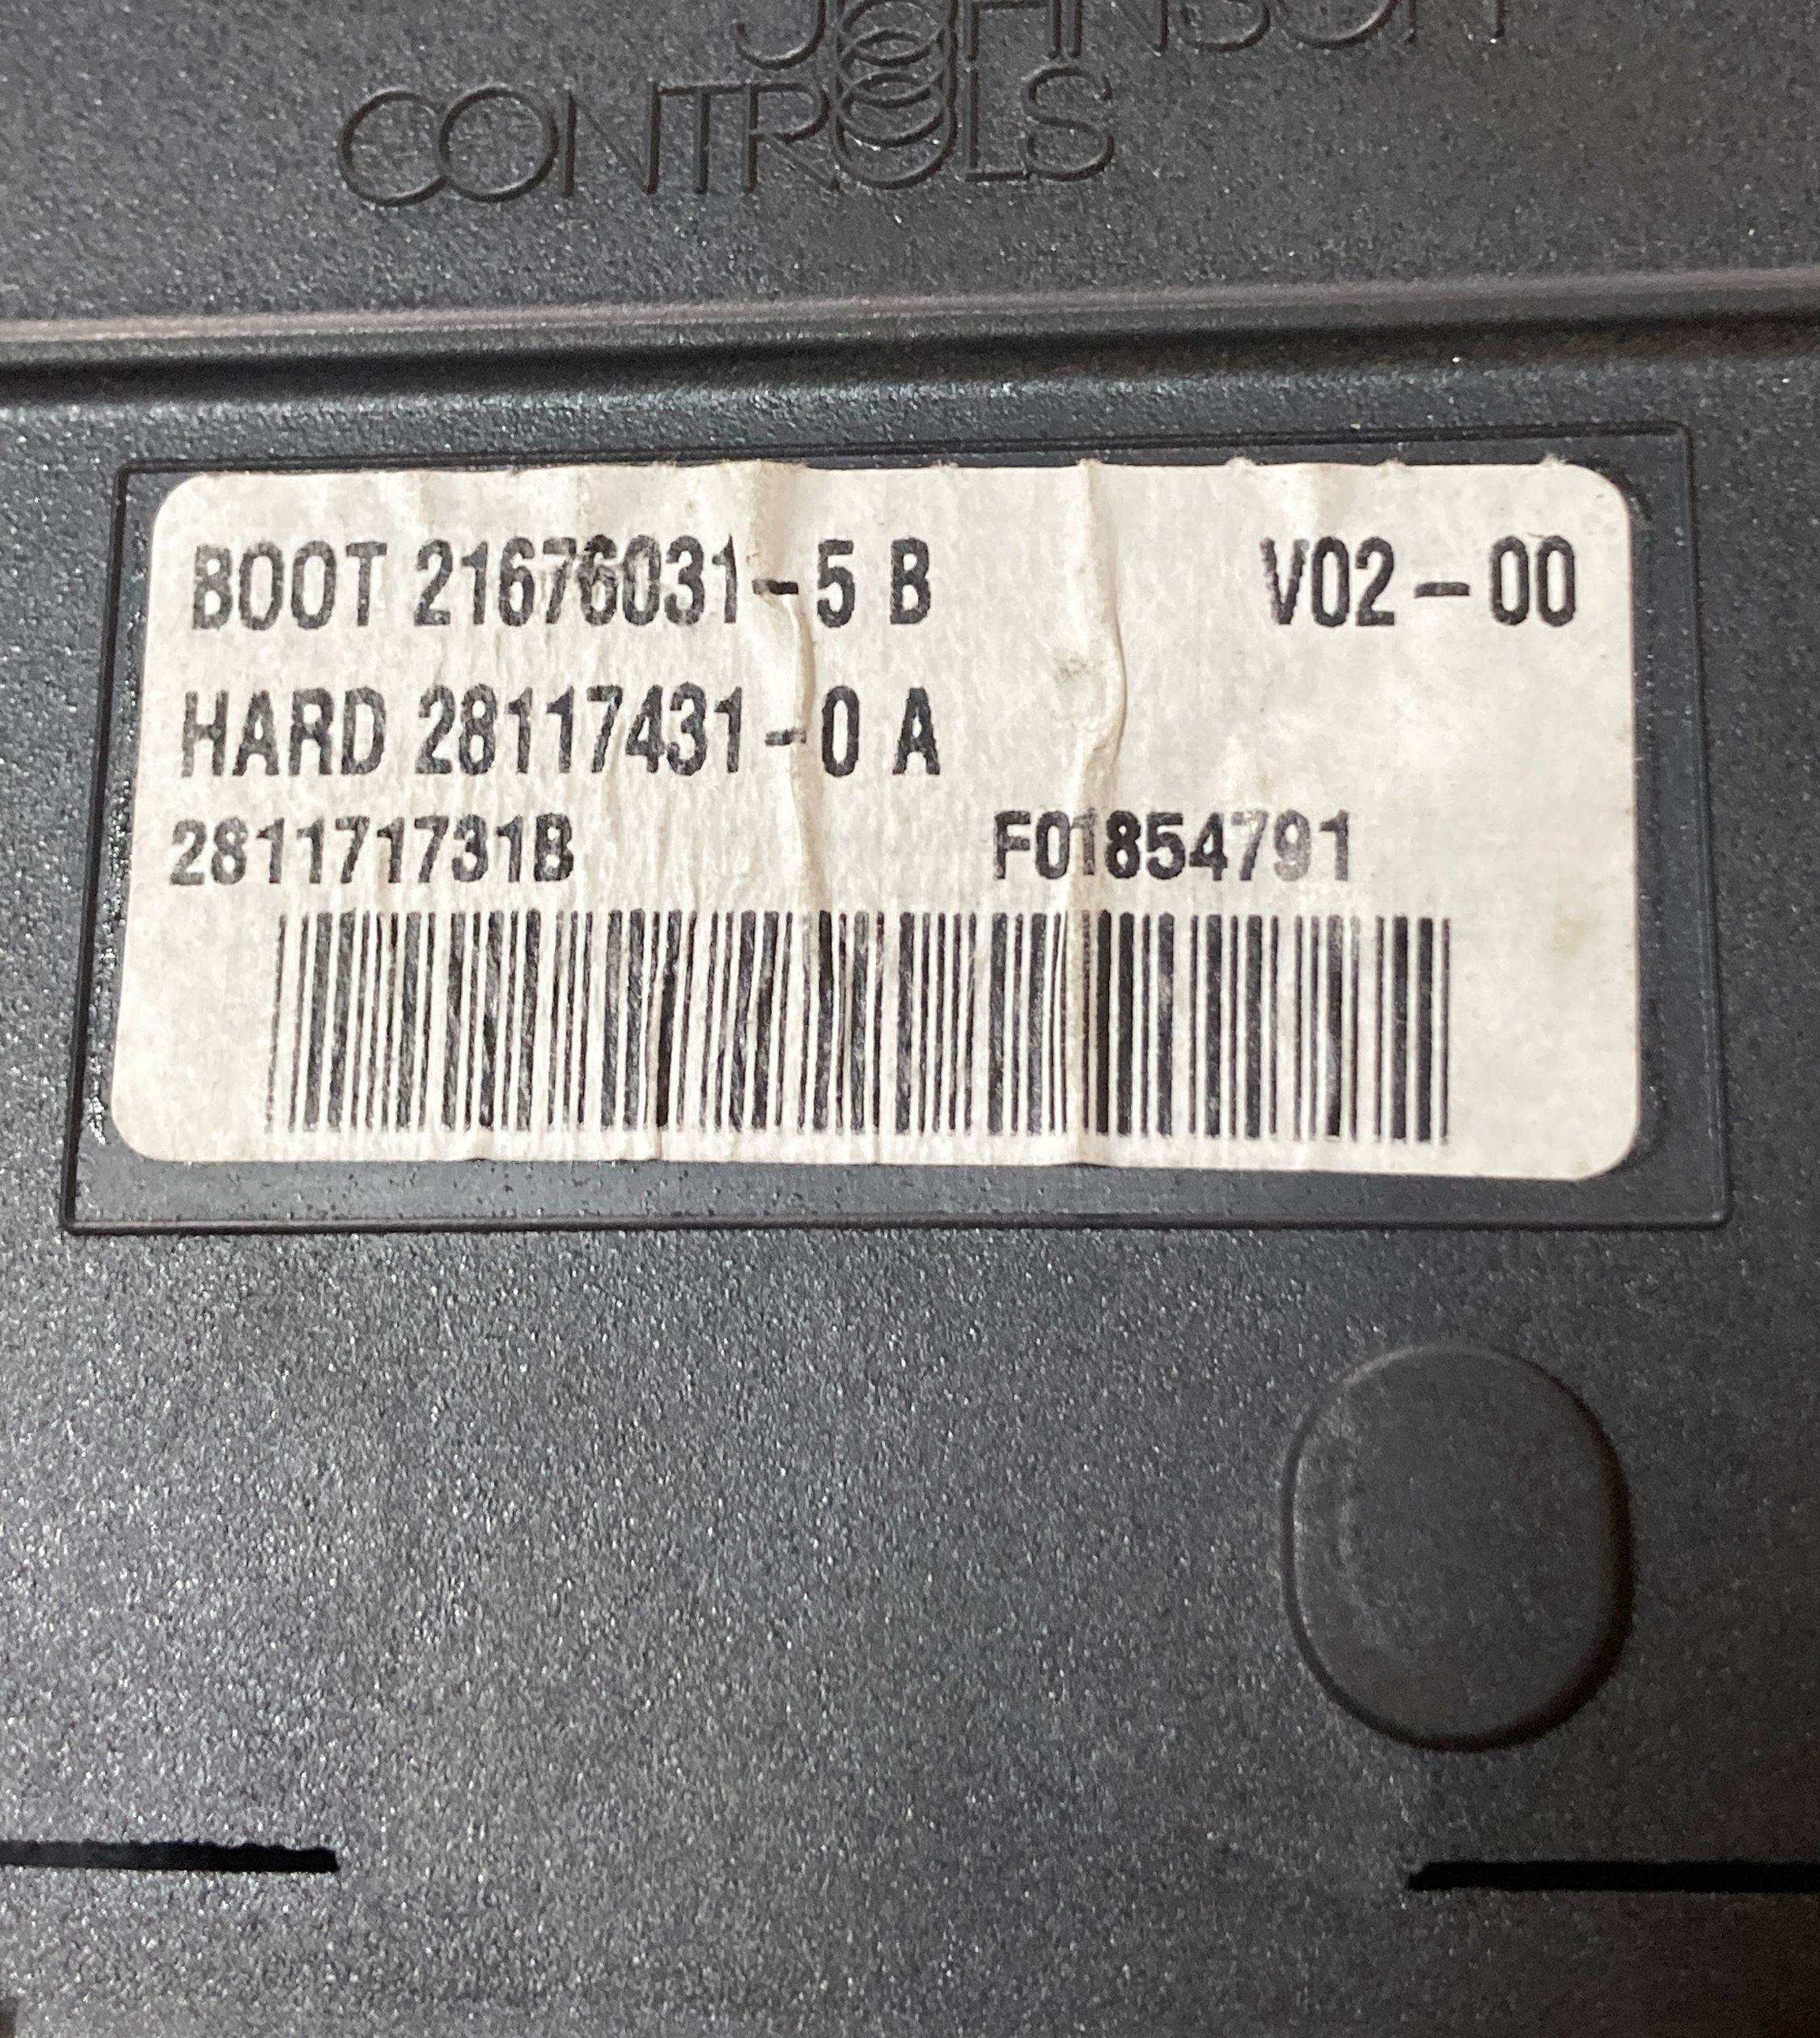 JOHNSON
CONTROLS
BOOT 21676031-5 B V02-00
HARD 28117431-0 A
281171731B F01854791